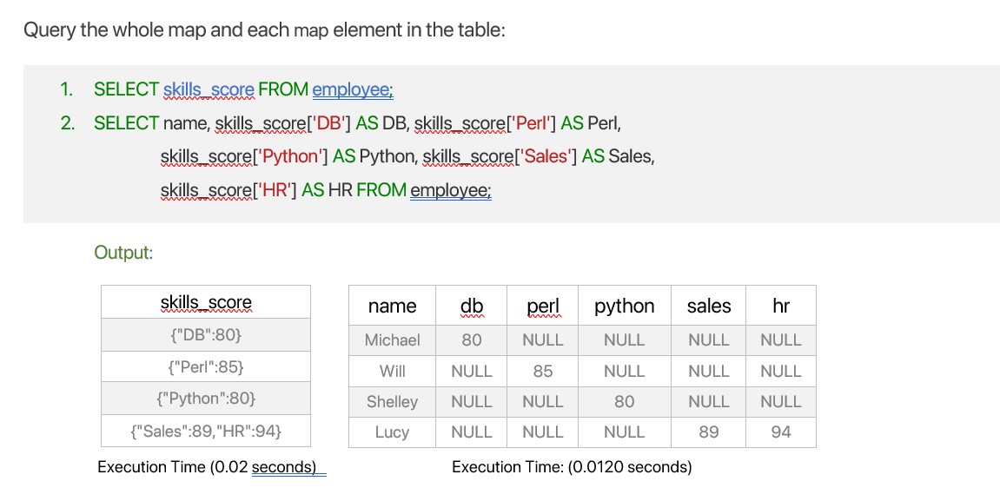 Query the whole map and each map element in the table:
1. SELECT skills_score FROM employee;
2. SELECT name, skills_score['DB'] AS DB, skills_score['Perl'] AS Perl,
skills_score['Python'] AS Python, skills_score['Sales'] AS Sales,
skills_score['HR'] AS HR FROM employee;
Output:
skills_score
{"DB":80}
{"Perl":85}
{"Python":80}
{"Sales":89,"HR":94}
Execution Time (0.02 seconds)
name db perl python sales hr
Michael 80 NULL NULL NULL NULL
Will NULL 85 NULL NULL NULL
Shelley NULL NULL 80 NULL NULL
Lucy NULL NULL NULL 89 94
Execution Time: (0.0120 seconds)